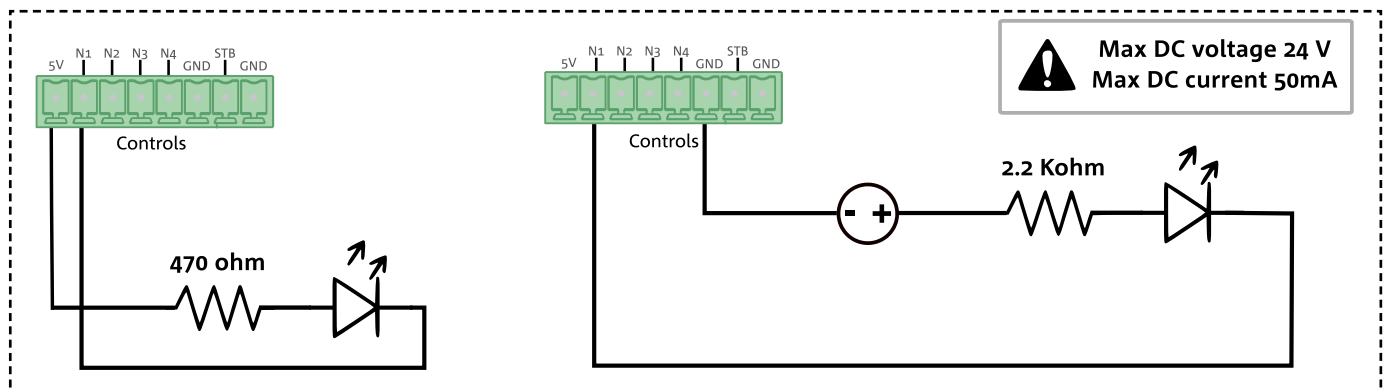 5V N1 N2 N3 N4 GND STB GND
Controls
470 ohm
5V N1 N2 N3 N4 GND STB GND
Controls
- +
2.2 Kohm
! Max DC voltage 24 V
Max DC current 50mA